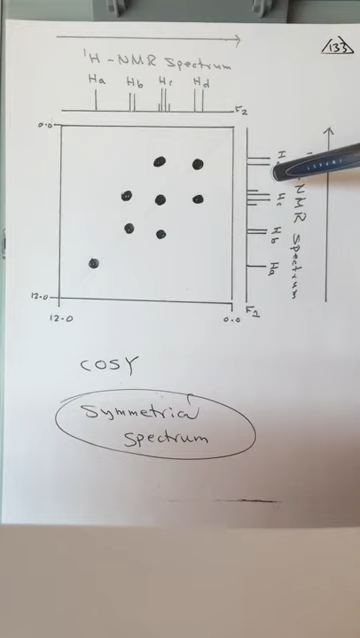 133
¹H-NMR Spectrum
Ha Hb Hc Hd
F2
0.0
H
Hc
Hb
Ha
NMR Spectrum
12.0
F1
12.0 0.0
COSY
Symmetrical
Spectrum